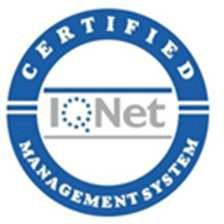 CERTIFIED
IQNet
MANAGEMENT SYSTEM